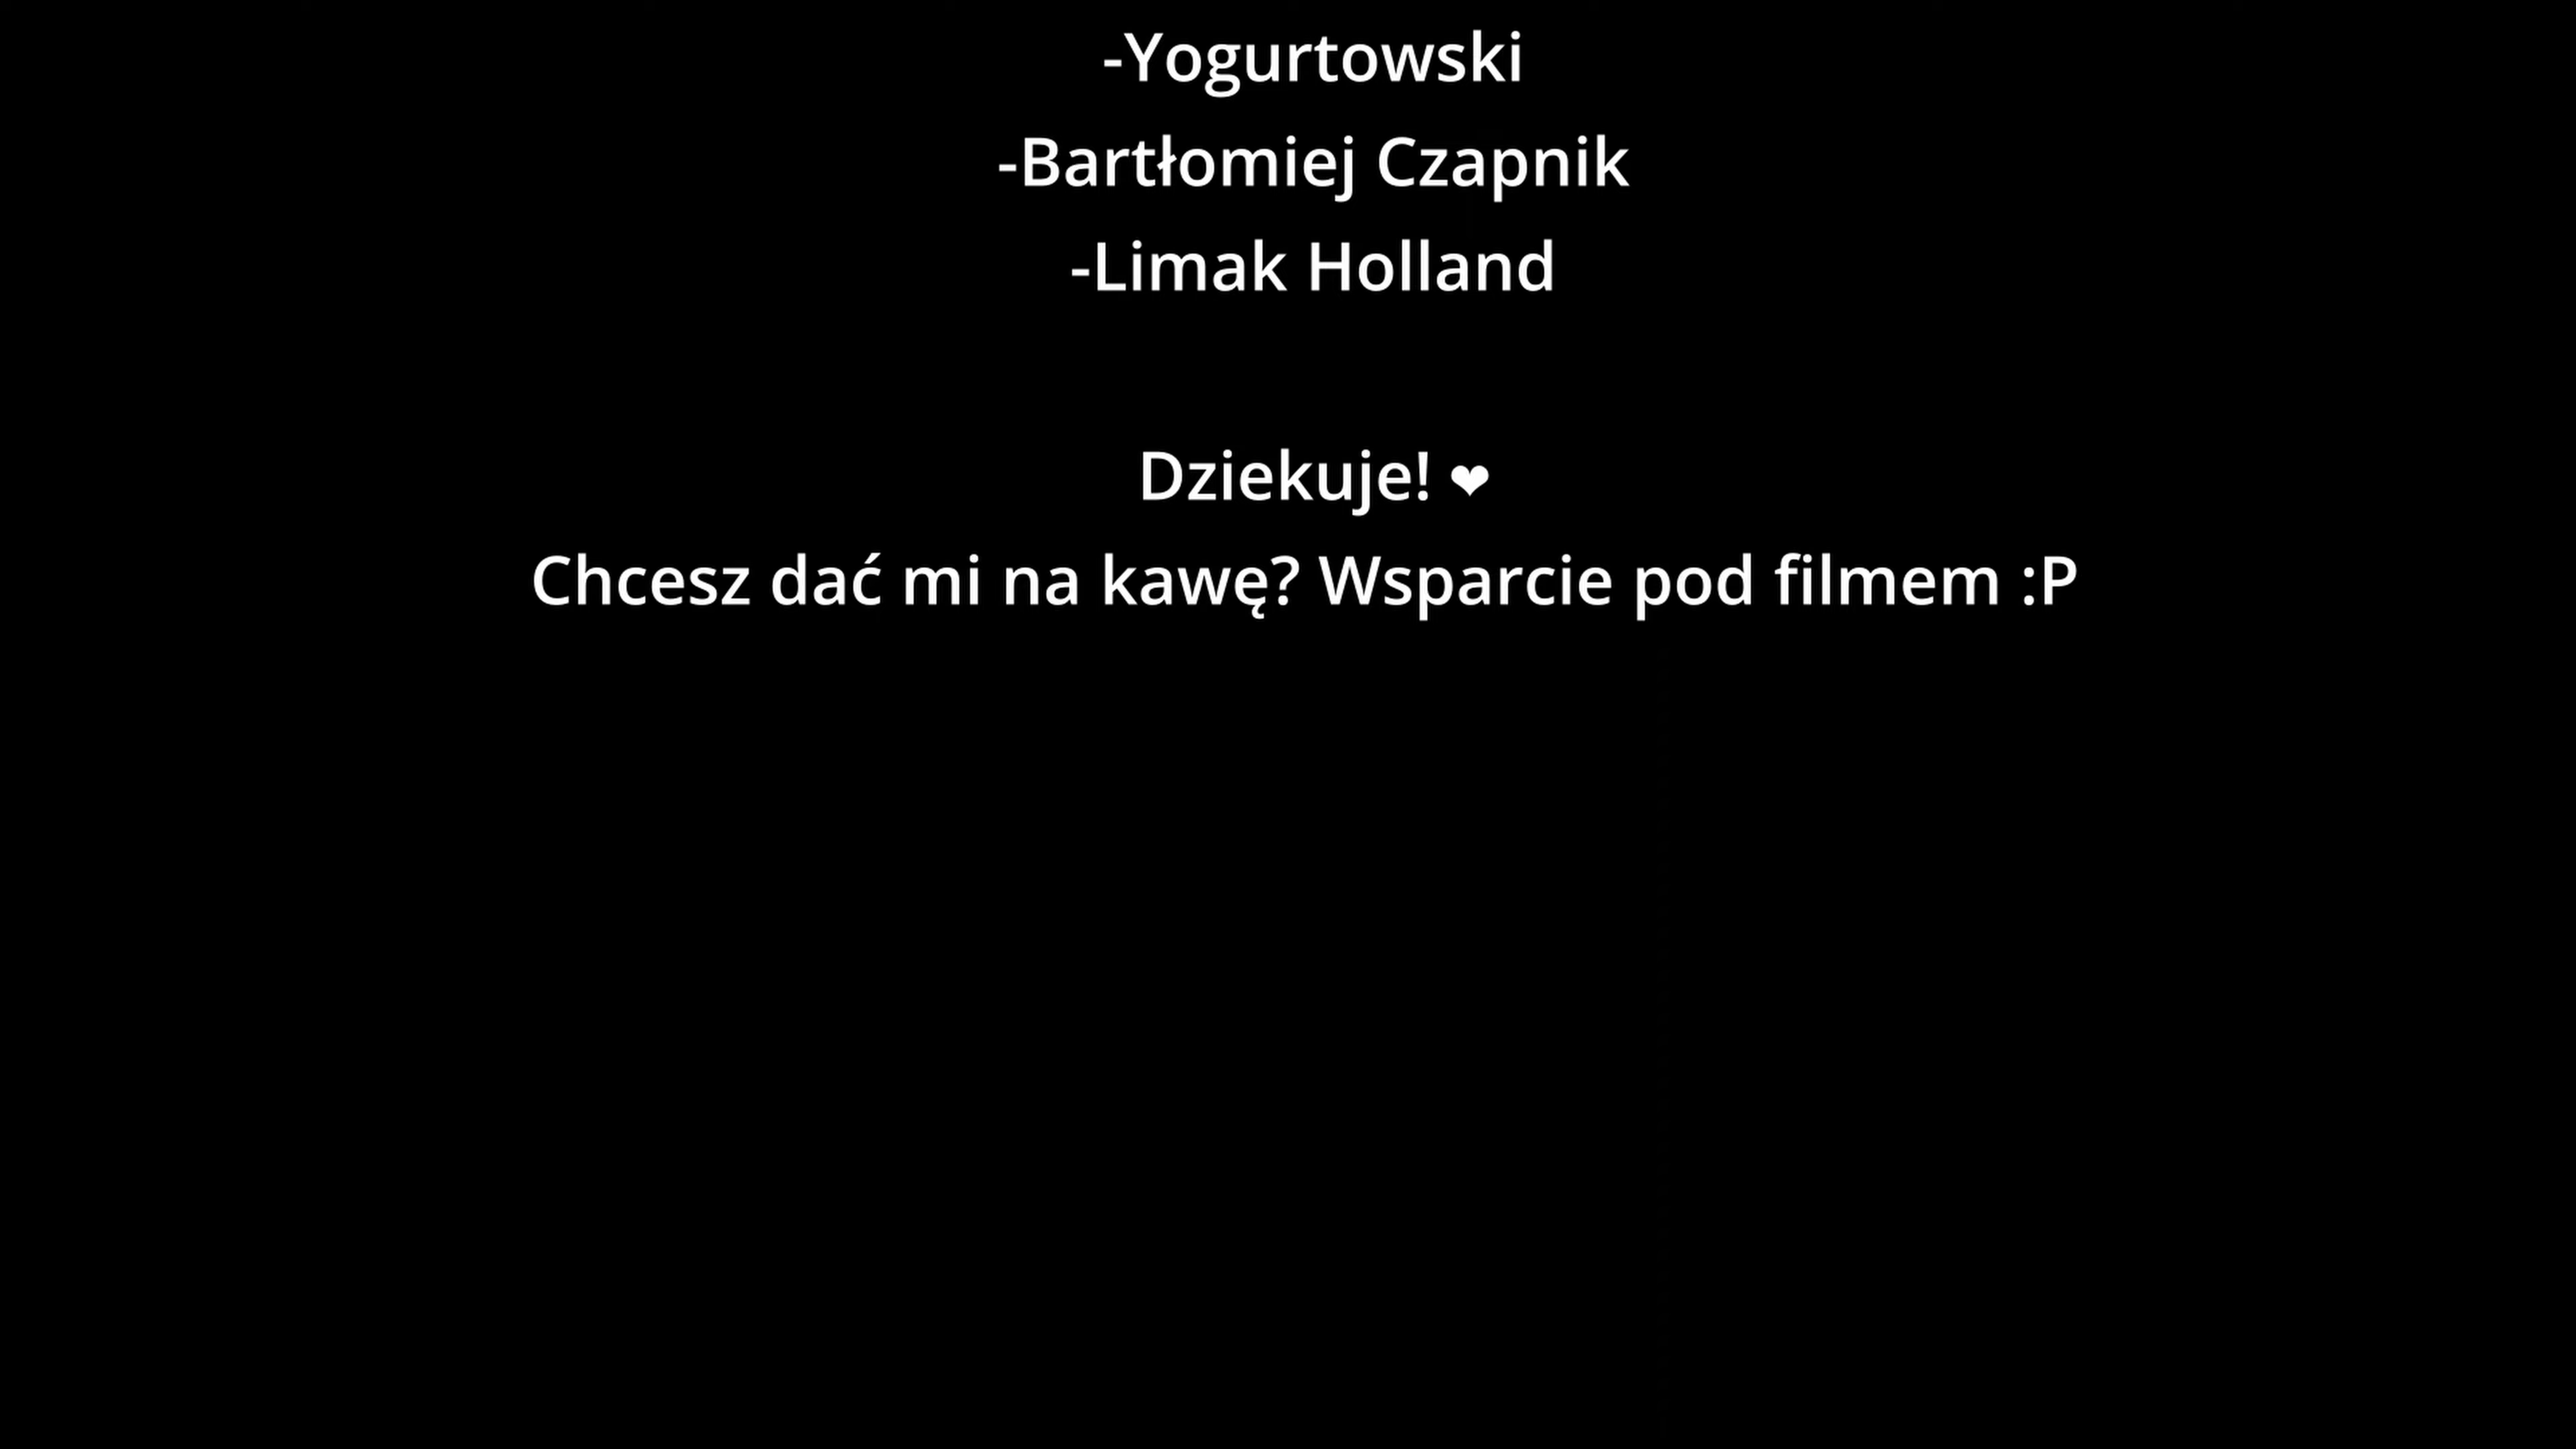 -Yogurtowski
-Bartłomiej Czapnik
-Limak Holland
Dziekuje! ❤
Chcesz dać mi na kawę? Wsparcie pod filmem :P